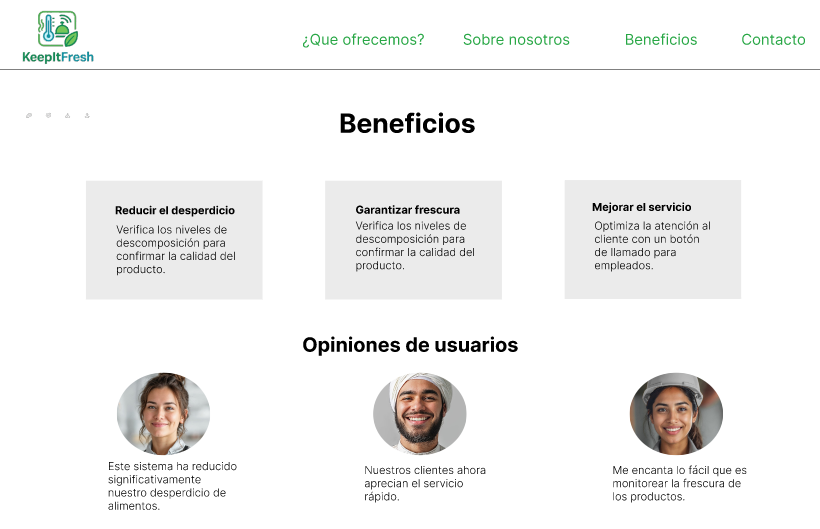 KeepItFresh
¿Que ofrecemos?
Sobre nosotros
Beneficios
Contacto
Beneficios
Reducir el desperdicio
Verifica los niveles de
descomposición para
confirmar la calidad del
producto.
Garantizar frescura
Verifica los niveles de
descomposición para
confirmar la calidad del
producto.
Mejorar el servicio
Optimiza la atención al
cliente con un botón
de llamado para
empleados.
Opiniones de usuarios
Este sistema ha reducido
significativamente
nuestro desperdicio de
alimentos.
Nuestros clientes ahora
aprecian el servicio
rápido.
Me encanta lo fácil que es
monitorear la frescura de
los productos.